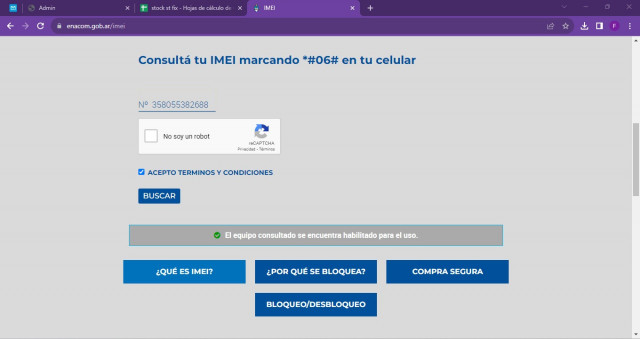 Admin
stock st fix - Hojas de cálculo de
IMEI
enacom.gob.ar/imei
Consultá tu IMEI marcando *#06# en tu celular
Nº 358055382688
No soy un robot
reCAPTCHA
Privacidad - Términos
ACEPTO TERMINOS Y CONDICIONES
BUSCAR
El equipo consultado se encuentra habilitado para el uso.
¿QUÉ ES IMEI?
¿POR QUÉ SE BLOQUEA?
COMPRA SEGURA
BLOQUEO/DESBLOQUEO